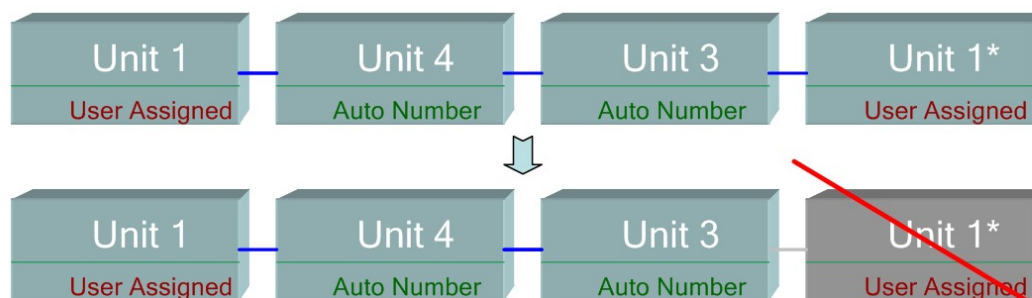 Unit 1 Unit 4 Unit 3 Unit 1*
User Assigned Auto Number Auto Number User Assigned
Unit 1 Unit 4 Unit 3 Unit 1*
User Assigned Auto Number Auto Number User Assigned